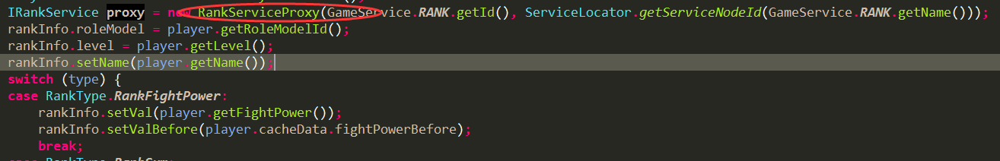 IRankService proxy = new RankServiceProxy(GameService.RANK.getId(), ServiceLocator.getServiceNodeId(GameService.RANK.getName()));
rankInfo.roleModel = player.getRoleModelId();
rankInfo.level = player.getLevel();
rankInfo.setName(player.getName());
switch (type) {
case RankType.RankFightPower:
    rankInfo.setVal(player.getFightPower());
    rankInfo.setValBefore(player.cacheData.fightPowerBefore);
    break;